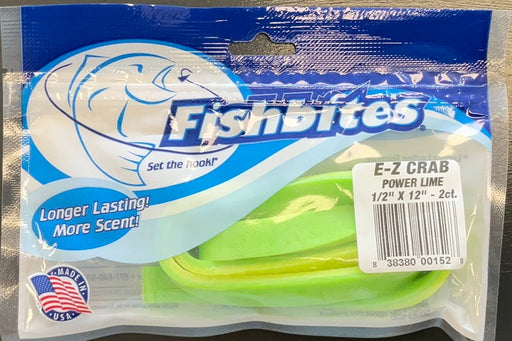 Fishbites
Set the hook!
E-Z CRAB
POWER LIME
1/2" X 12" - 2ct.
8 38380 00152 8
Longer Lasting!
More Scent!
MADE IN
U.S.A.